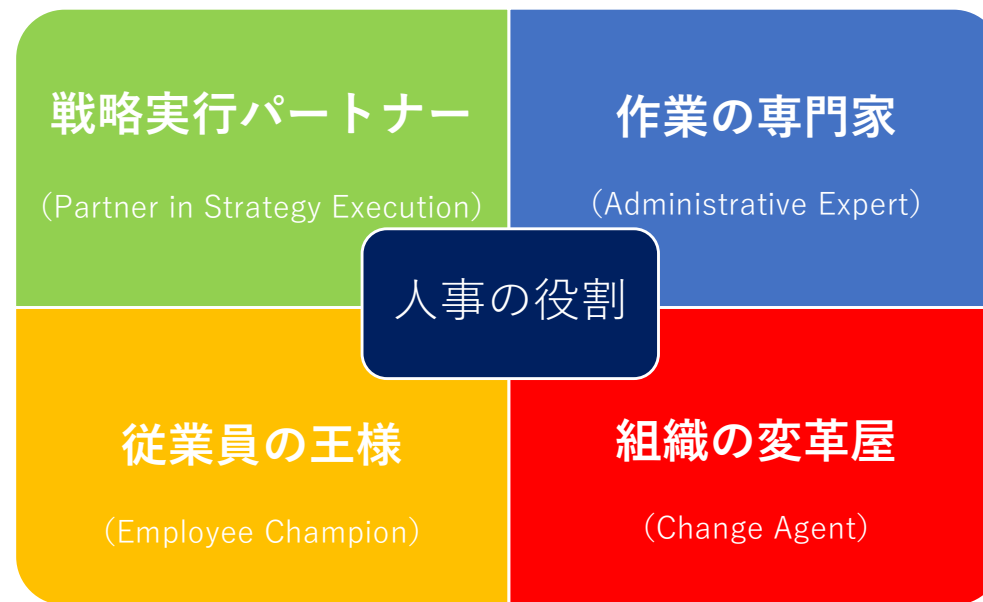 戦略実行パートナー
（Partner in Strategy Execution）
作業の専門家
（Administrative Expert）
人事の役割
従業員の王様
（Employee Champion）
組織の変革屋
（Change Agent）